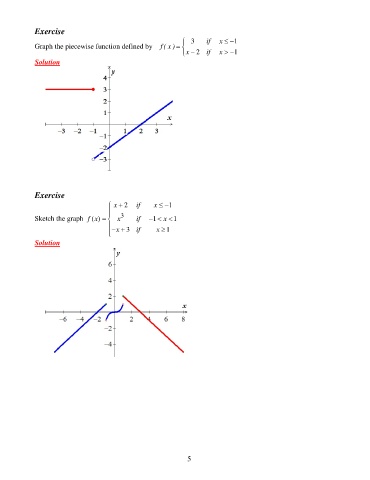 Exercise
Graph the piecewise function defined by f( x ) = { 3 if x ≤ −1
x − 2 if x > −1
Solution
y
4
3
2
1
x
−3 −2 −1 1 2 3
−1
−2
−3
Exercise
x + 2 if x ≤ −1
Sketch the graph f (x) = { x³ if −1 < x < 1
−x + 3 if x ≥ 1
Solution
y
6
4
2
x
−6 −4 −2 2 4 6 8
−2
−4
5